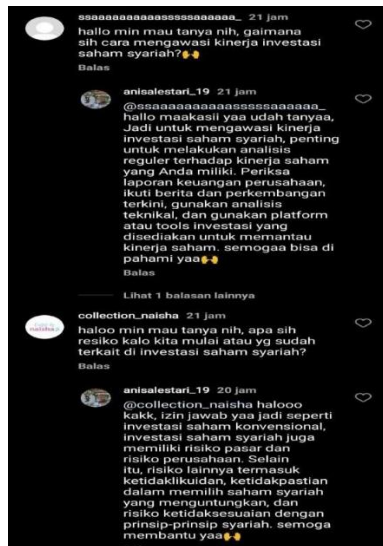 ssaaaaaaaaaasssssaaaaaa_ 21 jam
hallo min mau tanya nih, gaimana
sih cara mengawasi kinerja investasi
saham syariah?🙌
Balas
anisalestari_19 21 jam
@ssaaaaaaaaaasssssaaaaaa_
hallo maakasii yaa udah tanyaa,
Jadi untuk mengawasi kinerja
investasi saham syariah, penting
untuk melakukan analisis
reguler terhadap kinerja saham
yang Anda miliki. Periksa
laporan keuangan perusahaan,
ikuti berita dan perkembangan
terkini, gunakan analisis
teknikal, dan gunakan platform
atau tools investasi yang
disediakan untuk memantau
kinerja saham. semogaa bisa di
pahami yaa🙌
Balas
Lihat 1 balasan lainnya
collection_naisha 21 jam
haloo min mau tanya nih, apa sih
resiko kalo kita mulai atau yg sudah
terkait di investasi saham syariah?
Balas
anisalestari_19 20 jam
@collection_naisha halooo
kakk, izin jawab yaa jadi seperti
investasi saham konvensional,
investasi saham syariah juga
memiliki risiko pasar dan
risiko perusahaan. Selain
itu, risiko lainnya termasuk
ketidaklikuidan, ketidakpastian
dalam memilih saham syariah
yang menguntungkan, dan
risiko ketidaksesuaian dengan
prinsip-prinsip syariah. semoga
membantu yaa🙌